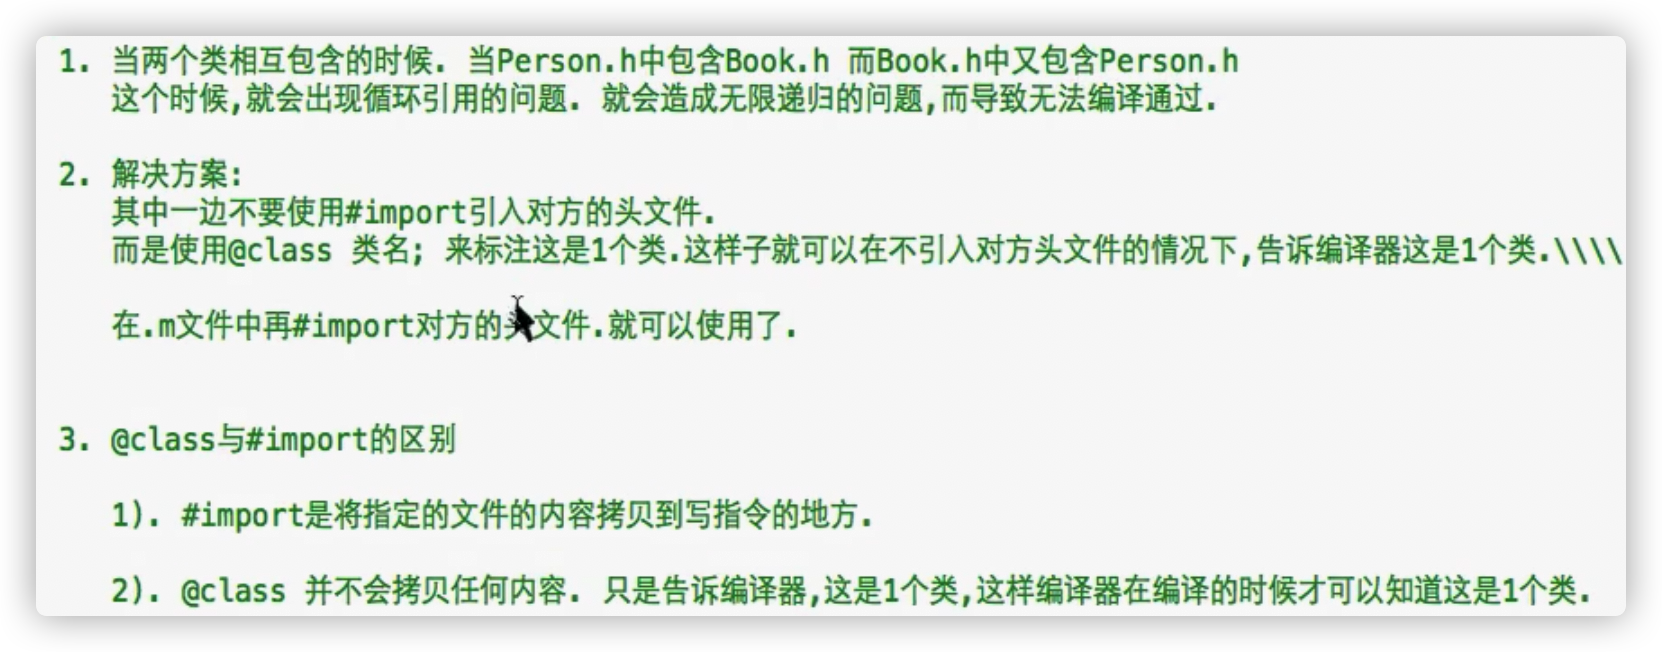 1. 当两个类相互包含的时候. 当Person.h中包含Book.h 而Book.h中又包含Person.h
这个时候,就会出现循环引用的问题. 就会造成无限递归的问题,而导致无法编译通过.
2. 解决方案:
其中一边不要使用#import引入对方的头文件.
而是使用@class 类名; 来标注这是1个类.这样子就可以在不引入对方头文件的情况下,告诉编译器这是1个类.\\\\
在.m文件中再#import对方的头文件.就可以使用了.
3. @class与#import的区别
1). #import是将指定的文件的内容拷贝到写指令的地方.
2). @class 并不会拷贝任何内容. 只是告诉编译器,这是1个类,这样编译器在编译的时候才可以知道这是1个类.